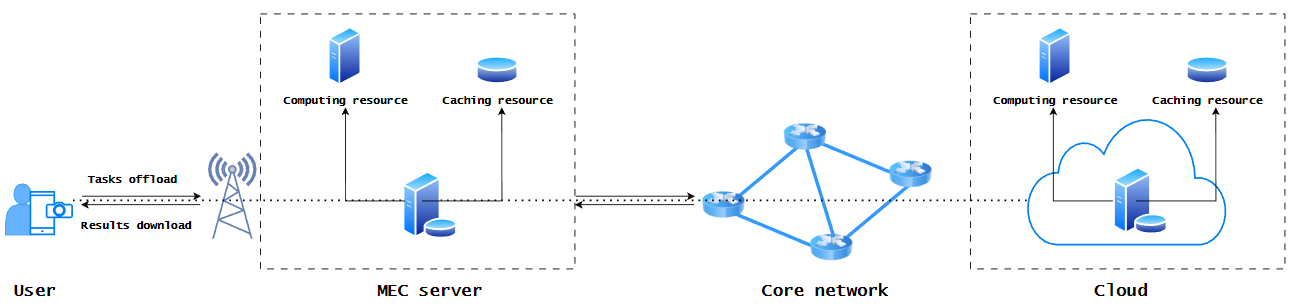 Computing resource
Caching resource
Computing resource
Caching resource
Tasks offload
Results download
User
MEC server
Core network
Cloud